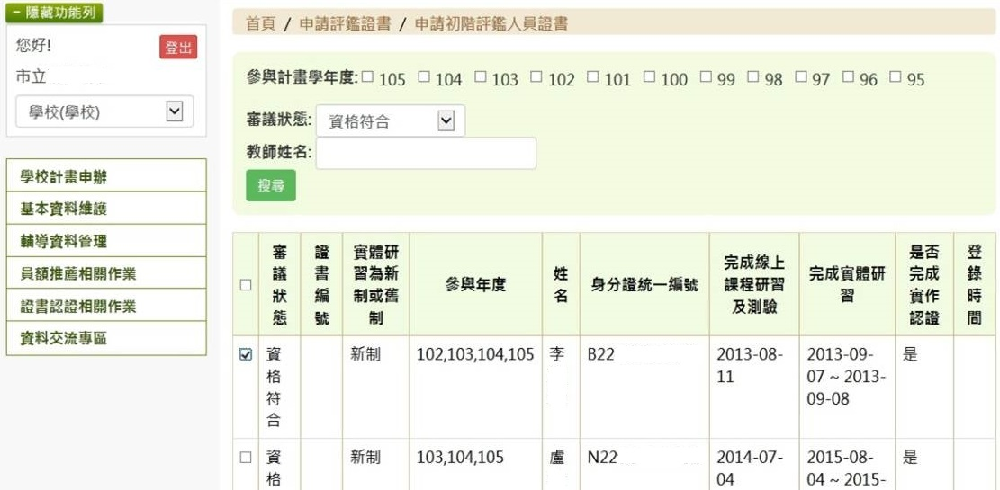 − 隱藏功能列
您好!
登出
市立
學校(學校)
學校計畫申辦
基本資料維護
輔導資料管理
員額推薦相關作業
證書認證相關作業
資料交流專區
首頁 / 申請評鑑證書 / 申請初階評鑑人員證書
參與計畫學年度: 105 104 103 102 101 100 99 98 97 96 95
審議狀態: 資格符合
教師姓名:
搜尋
審
議
狀
態
證
書
編
號
實體研
習為新
制或舊
制
參與年度
姓
名
身分證統一編號
完成線上
課程研習
及測驗
完成實體研
習
是否
完成
實作
認證
登
錄
時
間
資
格
符
合
新制
102,103,104,105
李
B22
2013-08-
11
2013-09-
07 ~ 2013-
09-08
是
資
格
新制
103,104,105
盧
N22
2014-07-
04
2015-08-
04 ~ 2015-
是